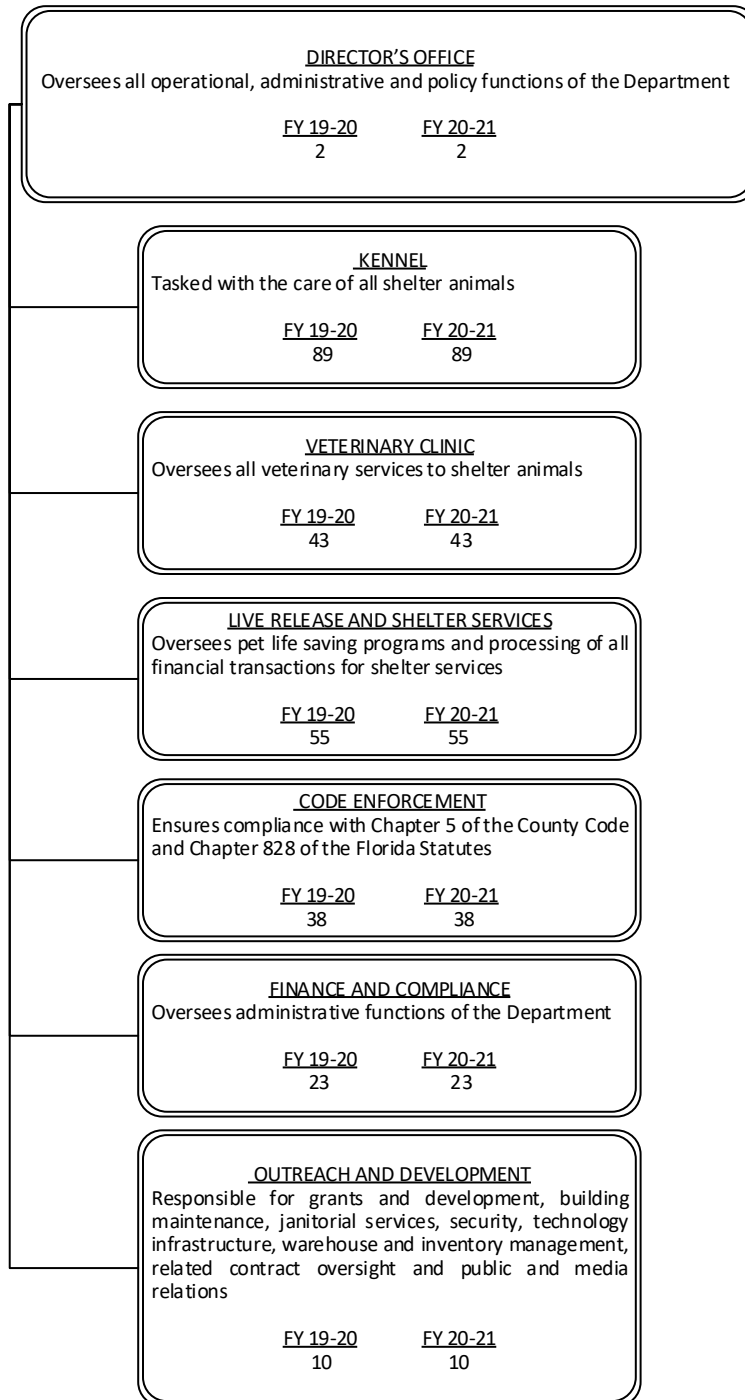 DIRECTOR’S OFFICE
Oversees all operational, administrative and policy functions of the Department
FY 19-20 FY 20-21
2 2
KENNEL
Tasked with the care of all shelter animals
FY 19-20 FY 20-21
89 89
VETERINARY CLINIC
Oversees all veterinary services to shelter animals
FY 19-20 FY 20-21
43 43
LIVE RELEASE AND SHELTER SERVICES
Oversees pet life saving programs and processing of all
financial transactions for shelter services
FY 19-20 FY 20-21
55 55
CODE ENFORCEMENT
Ensures compliance with Chapter 5 of the County Code
and Chapter 828 of the Florida Statutes
FY 19-20 FY 20-21
38 38
FINANCE AND COMPLIANCE
Oversees administrative functions of the Department
FY 19-20 FY 20-21
23 23
OUTREACH AND DEVELOPMENT
Responsible for grants and development, building
maintenance, janitorial services, security, technology
infrastructure, warehouse and inventory management,
related contract oversight and public and media
relations
FY 19-20 FY 20-21
10 10